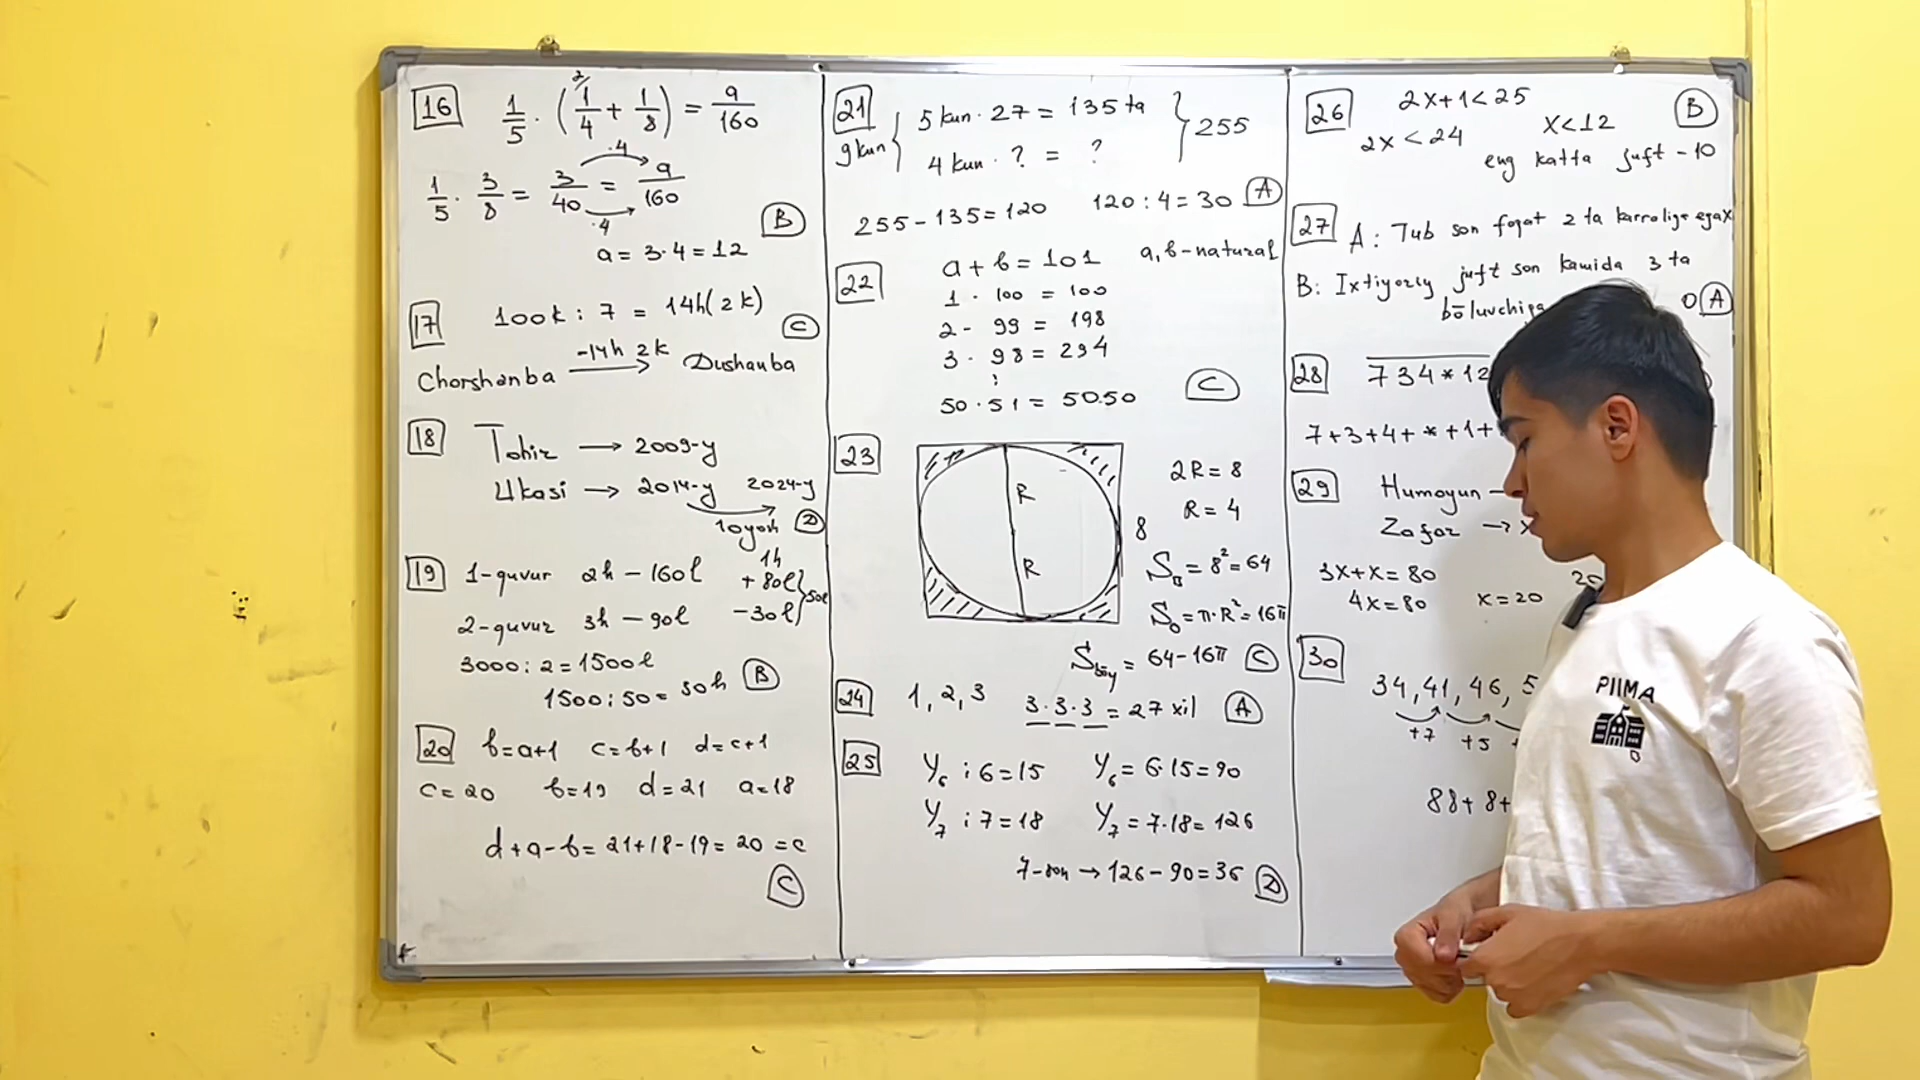 16 1/5 · (1/4 + 1/8) = a/160
2
1/5 · 3/8 = 3/40 = a/160
·4
·4
B
a = 3·4 = 12
17 100k : 7 = 14h(2k)
C
Chorshanba -14h 2k → Dushanba
18 Tohir → 2009-y
Ukasi → 2014-y 2024-y
10 yosh D
19 1-quvur 2h - 160l 1h + 80l
50l
2-quvur 3h - 90l - 30l
3000 : 2 = 1500l
1500 : 50 = 30h B
20 b=a+1 c=b+1 d=c+1
c=20 b=19 d=21 a=18
d+a-b = 21+18-19 = 20 = c
C
21 5 kun · 27 = 135 ta
9 kun 255
4 kun · ? = ?
255-135=120 120:4=30 A
22 a+b=101 a,b-natural
1 · 100 = 100
2 - 99 = 198
3 · 98 = 294
50 · 51 = 50.50 C
23
R
R
8
2R = 8
R = 4
S□ = 8² = 64
S○ = π·R² = 16π
Sbo'y = 64-16π C
24 1, 2, 3 3·3·3 = 27 xil A
25 Y₆ : 6 = 15 Y₆ = 6·15 = 90
Y₇ : 7 = 18 Y₇ = 7·18 = 126
7-son → 126-90=36 D
26 2x+1<25 B
2x<24 x<12
eng katta juft - 10
27 A: Tub son foqat 2 ta karralige egax
B: Ixtiyoriy juft son kamida 3 ta
bōluvchiga
A
28 734*12
7+3+4+*+1+
29 Humoyun
Zafar → x
3x+x=80
4x=80 x=20
20
30
34, 41, 46, 5
+7 +5 +
88+8+
PIIMA